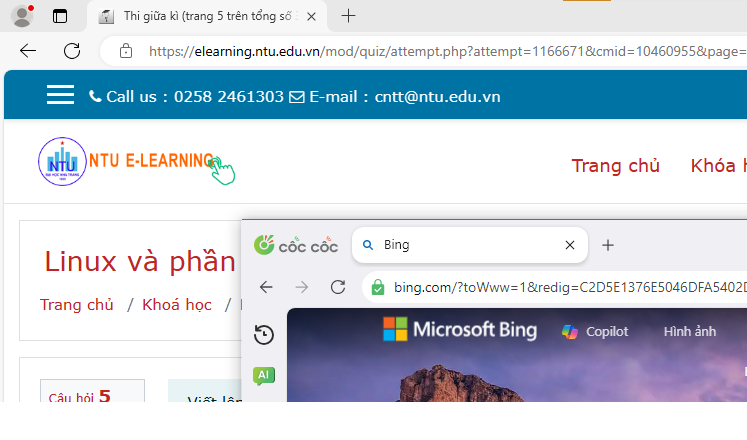 Thi giữa kì (trang 5 trên tổng số
https://elearning.ntu.edu.vn/mod/quiz/attempt.php?attempt=1166671&cmid=10460955&page=
Call us : 0258 2461303 E-mail : cntt@ntu.edu.vn
NTU
NTU E-LEARNING
Trang chủ Khóa
Linux và phần
Trang chủ / Khoá học /
cốc cốc
Bing
bing.com/?toWww=1&redig=C2D5E1376E5046DFA5402D
Microsoft Bing
Copilot
Hình ảnh
AI
Câu hỏi 5
Viết lện